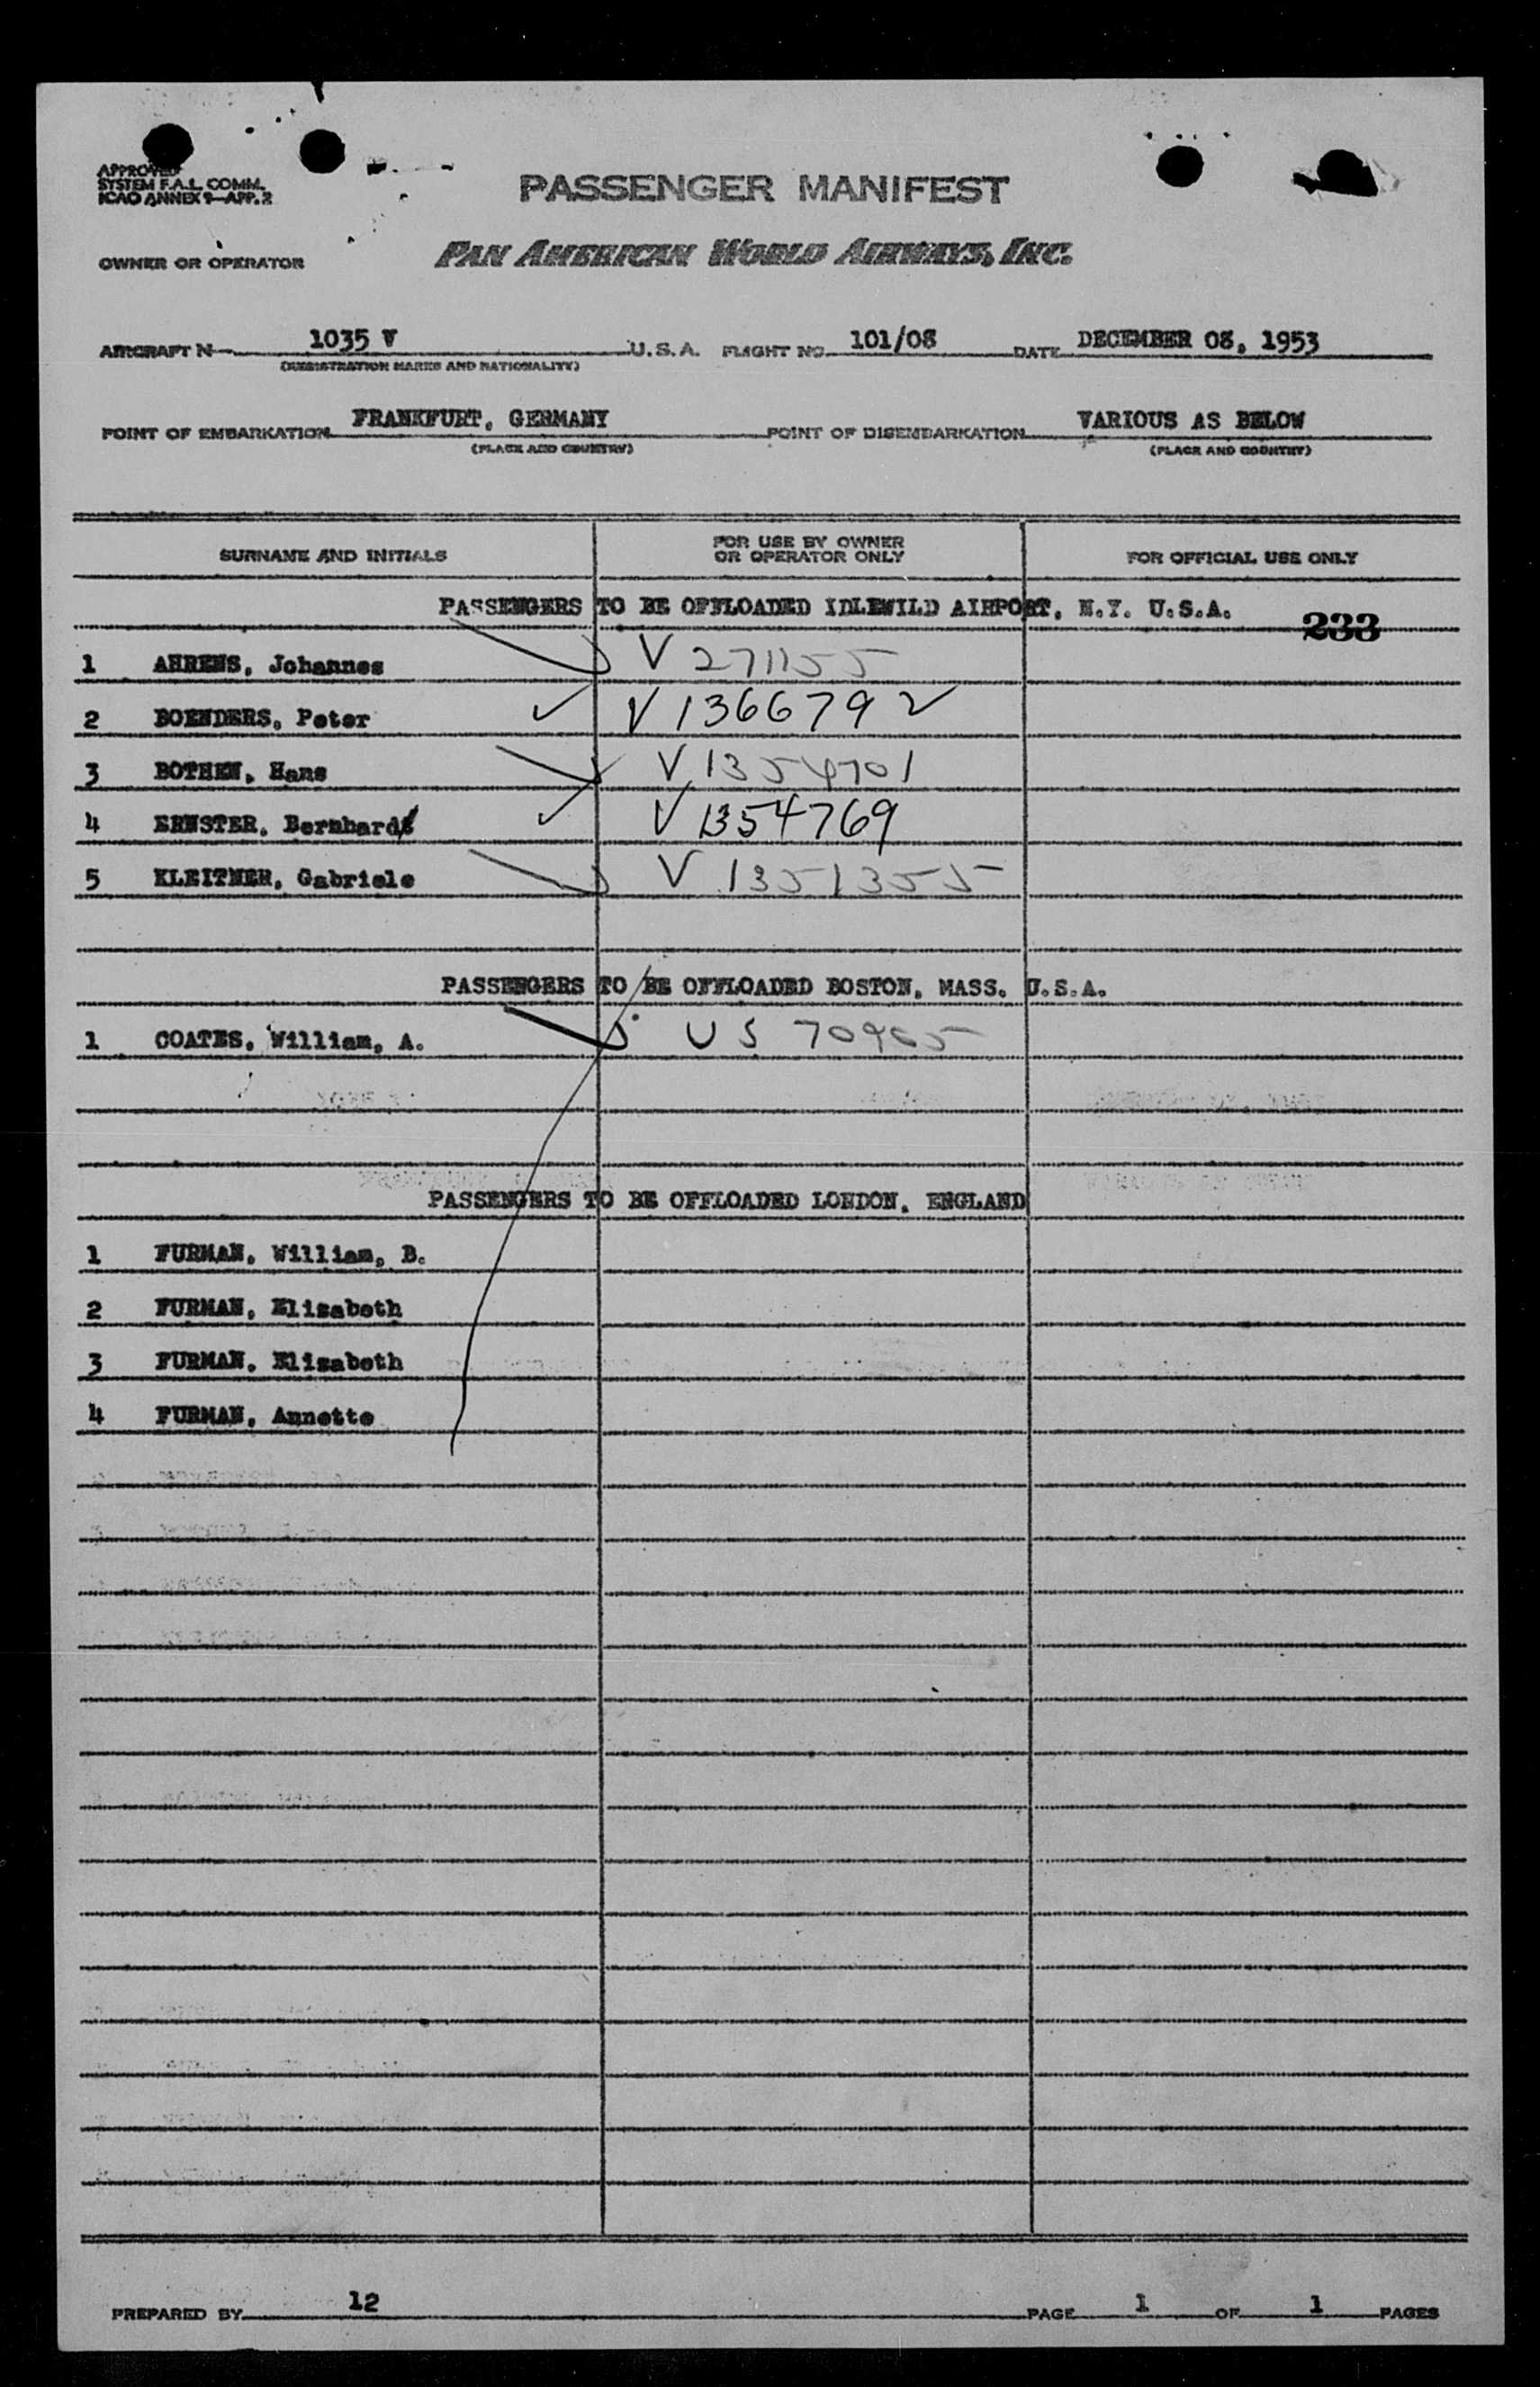 APPROVED
SYSTEM F.A.L. COMM.
ICAO ANNEX 9—APP. 2
PASSENGER MANIFEST
OWNER OR OPERATOR PAN AMERICAN WORLD AIRWAYS, INC.
AIRCRAFT N 1035 V U.S.A. FLIGHT NO. 101/08 DATE DECEMBER 08, 1953
(REGISTRATION MARKS AND NATIONALITY)
POINT OF EMBARKATION FRANKFURT, GERMANY POINT OF DISEMBARKATION VARIOUS AS BELOW
(PLACE AND COUNTRY) (PLACE AND COUNTRY)
SURNAME AND INITIALS FOR USE BY OWNER OR OPERATOR ONLY FOR OFFICIAL USE ONLY
PASSENGERS TO BE OFFLOADED IDLEWILD AIRPORT, N.Y. U.S.A.
233
1 AHRENS, Johannes V 271155
2 BOENDERS, Peter V 1366792
3 BOTHEN, Hans V 1354701
4 ERNSTER, Bernhard V 1354769
5 KLEITNER, Gabriele V 1351355
PASSENGERS TO BE OFFLOADED BOSTON, MASS. U.S.A.
1 COATES, William, A. US 70965
PASSENGERS TO BE OFFLOADED LONDON, ENGLAND
1 FURMAN, William, B.
2 FURMAN, Elisabeth
3 FURMAN, Elisabeth
4 FURMAN, Annette
PREPARED BY 12 PAGE 1 OF 1 PAGES